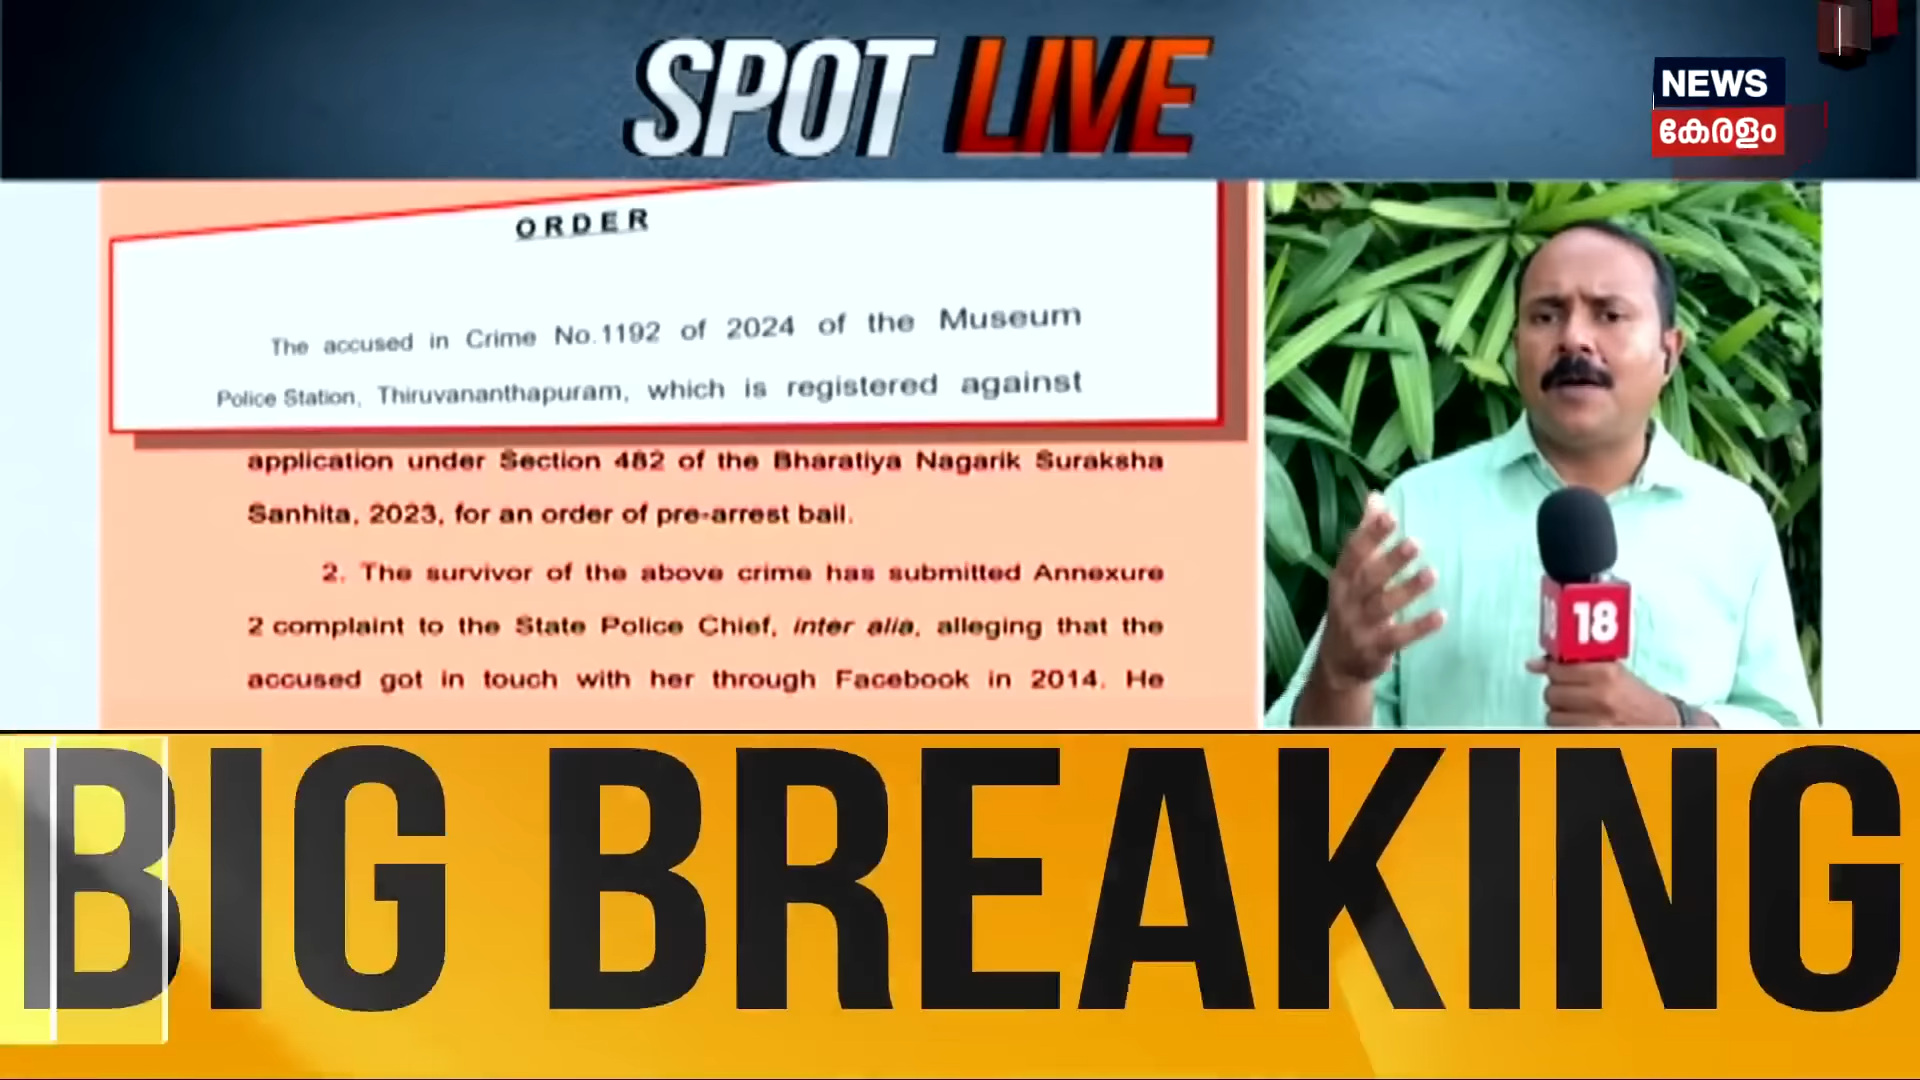 SPOT LIVE
NEWS
കേരളം
ORDER
The accused in Crime No.1192 of 2024 of the Museum
Police Station, Thiruvananthapuram, which is registered against
application under Section 482 of the Bharatiya Nagarik Suraksha
Sanhita, 2023, for an order of pre-arrest bail.
2. The survivor of the above crime has submitted Annexure
2 complaint to the State Police Chief, inter alia, alleging that the
accused got in touch with her through Facebook in 2014. He
18
18
BIG BREAKING